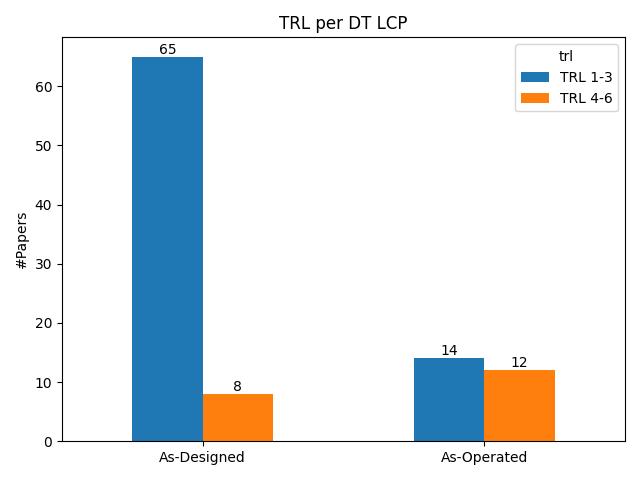 TRL per DT LCP
trl
TRL 1-3
TRL 4-6
#Papers
60
50
40
30
20
10
0
65
8
14
12
As-Designed
As-Operated